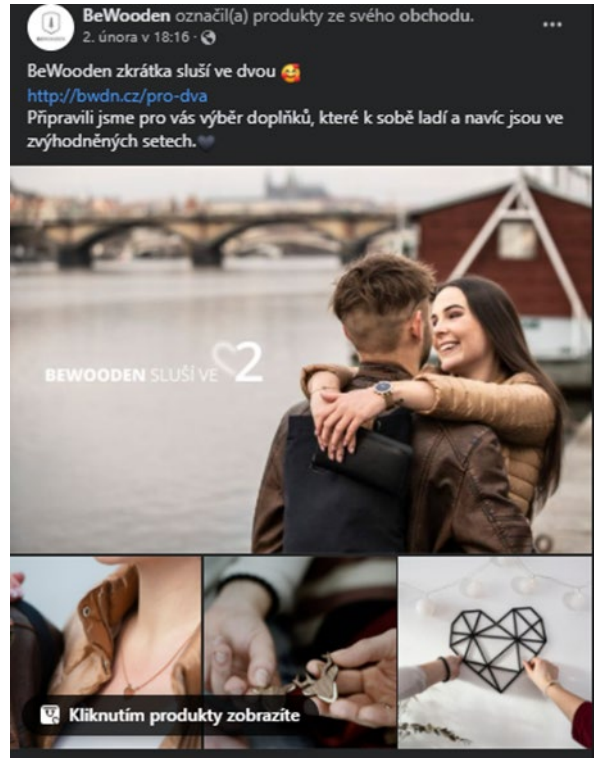 BeWooden označil(a) produkty ze svého obchodu.
2. února v 18:16 ·
BeWooden zkrátka sluší ve dvou 🥰
http://bwdn.cz/pro-dva
Připravili jsme pro vás výběr doplňků, které k sobě ladí a navíc jsou ve
zvýhodněných setech.🖤
BEWOODEN SLUŠÍ VE 2
Kliknutím produkty zobrazíte